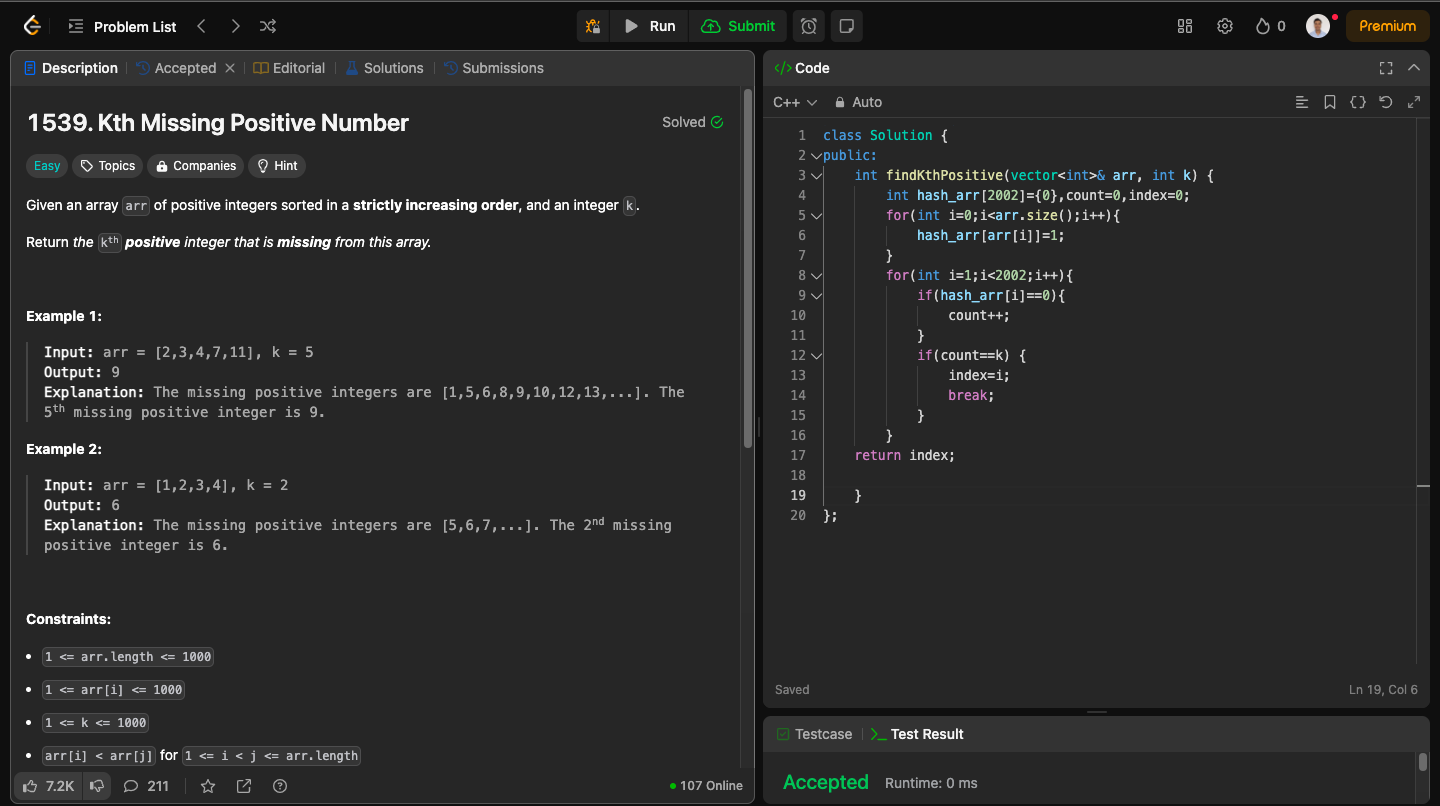 Problem List
Run
Submit
0
Premium
Description
Accepted
Editorial
Solutions
Submissions
1539. Kth Missing Positive Number
Solved
Easy
Topics
Companies
Hint
Given an array arr of positive integers sorted in a strictly increasing order, and an integer k.
Return the kth positive integer that is missing from this array.
Example 1:
Input: arr = [2,3,4,7,11], k = 5
Output: 9
Explanation: The missing positive integers are [1,5,6,8,9,10,12,13,...]. The
5th missing positive integer is 9.
Example 2:
Input: arr = [1,2,3,4], k = 2
Output: 6
Explanation: The missing positive integers are [5,6,7,...]. The 2nd missing
positive integer is 6.
Constraints:
1 <= arr.length <= 1000
1 <= arr[i] <= 1000
1 <= k <= 1000
arr[i] < arr[j] for 1 <= i < j <= arr.length
7.2K
211
107 Online
</> Code
C++
Auto
1 class Solution {
2 public:
3     int findKthPositive(vector<int>& arr, int k) {
4         int hash_arr[2002]={0},count=0,index=0;
5         for(int i=0;i<arr.size();i++){
6             hash_arr[arr[i]]=1;
7         }
8         for(int i=1;i<2002;i++){
9             if(hash_arr[i]==0){
10                 count++;
11             }
12             if(count==k) {
13                 index=i;
14                 break;
15             }
16         }
17     return index;
18
19     }
20 };
Saved
Ln 19, Col 6
Testcase
>_ Test Result
Accepted
Runtime: 0 ms